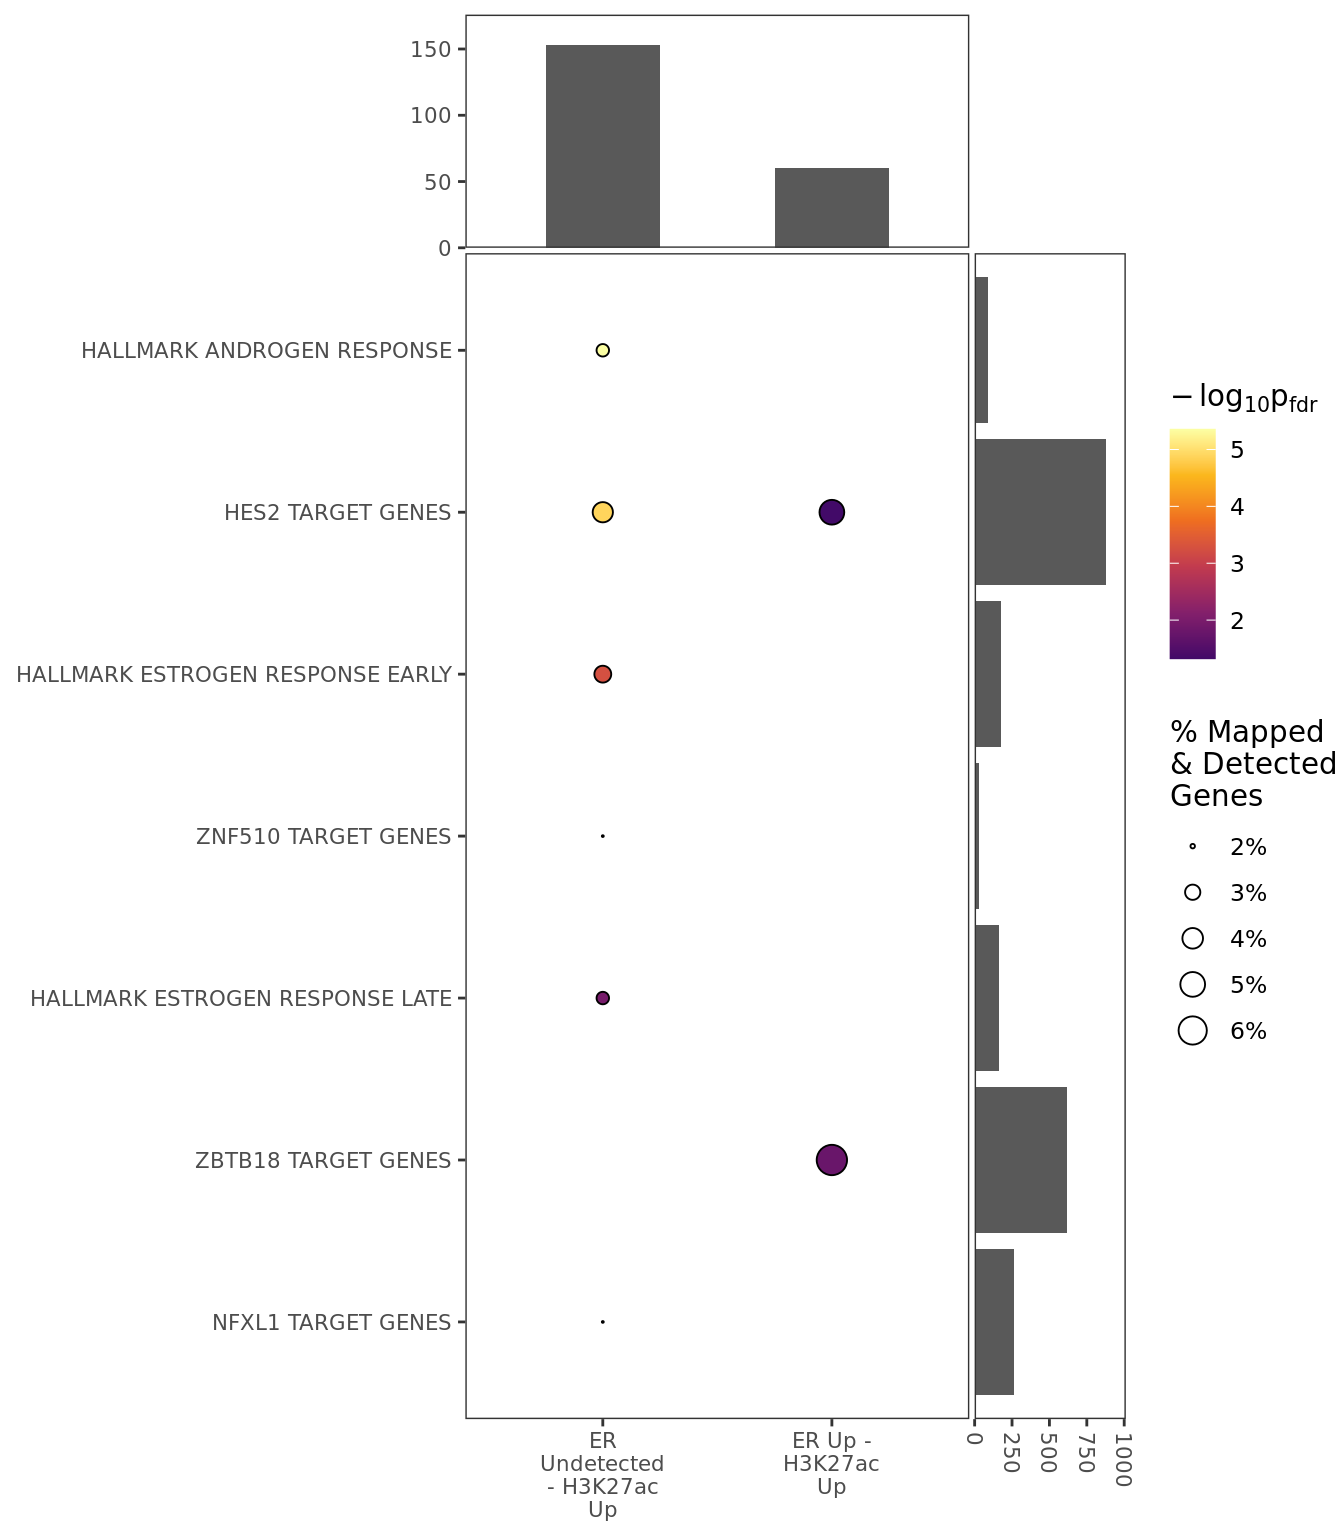 150
100
50
0
HALLMARK ANDROGEN RESPONSE
HES2 TARGET GENES
HALLMARK ESTROGEN RESPONSE EARLY
ZNF510 TARGET GENES
HALLMARK ESTROGEN RESPONSE LATE
ZBTB18 TARGET GENES
NFXL1 TARGET GENES
ER
Undetected
- H3K27ac
Up
ER Up -
H3K27ac
Up
0
250
500
750
1000
− log10pfdr
5
4
3
2
% Mapped
& Detected
Genes
2%
3%
4%
5%
6%